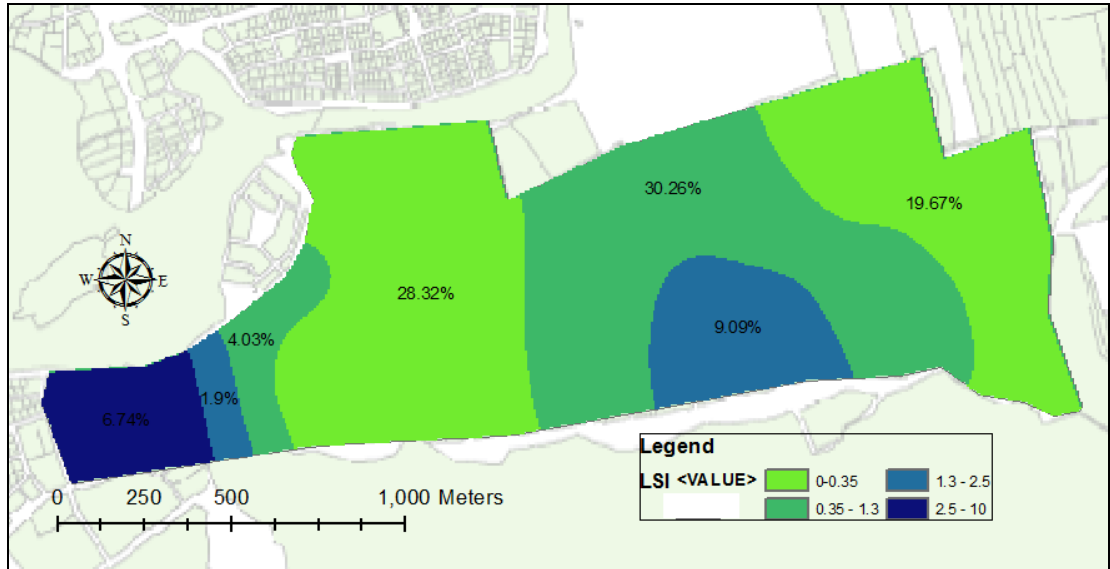 30.26%
19.67%
N
W E
S
28.32%
9.09%
4.03%
1.9%
6.74%
Legend
LSI <VALUE>
0-0.35
1.3 - 2.5
0.35 - 1.3
2.5 - 10
0 250 500 1,000 Meters